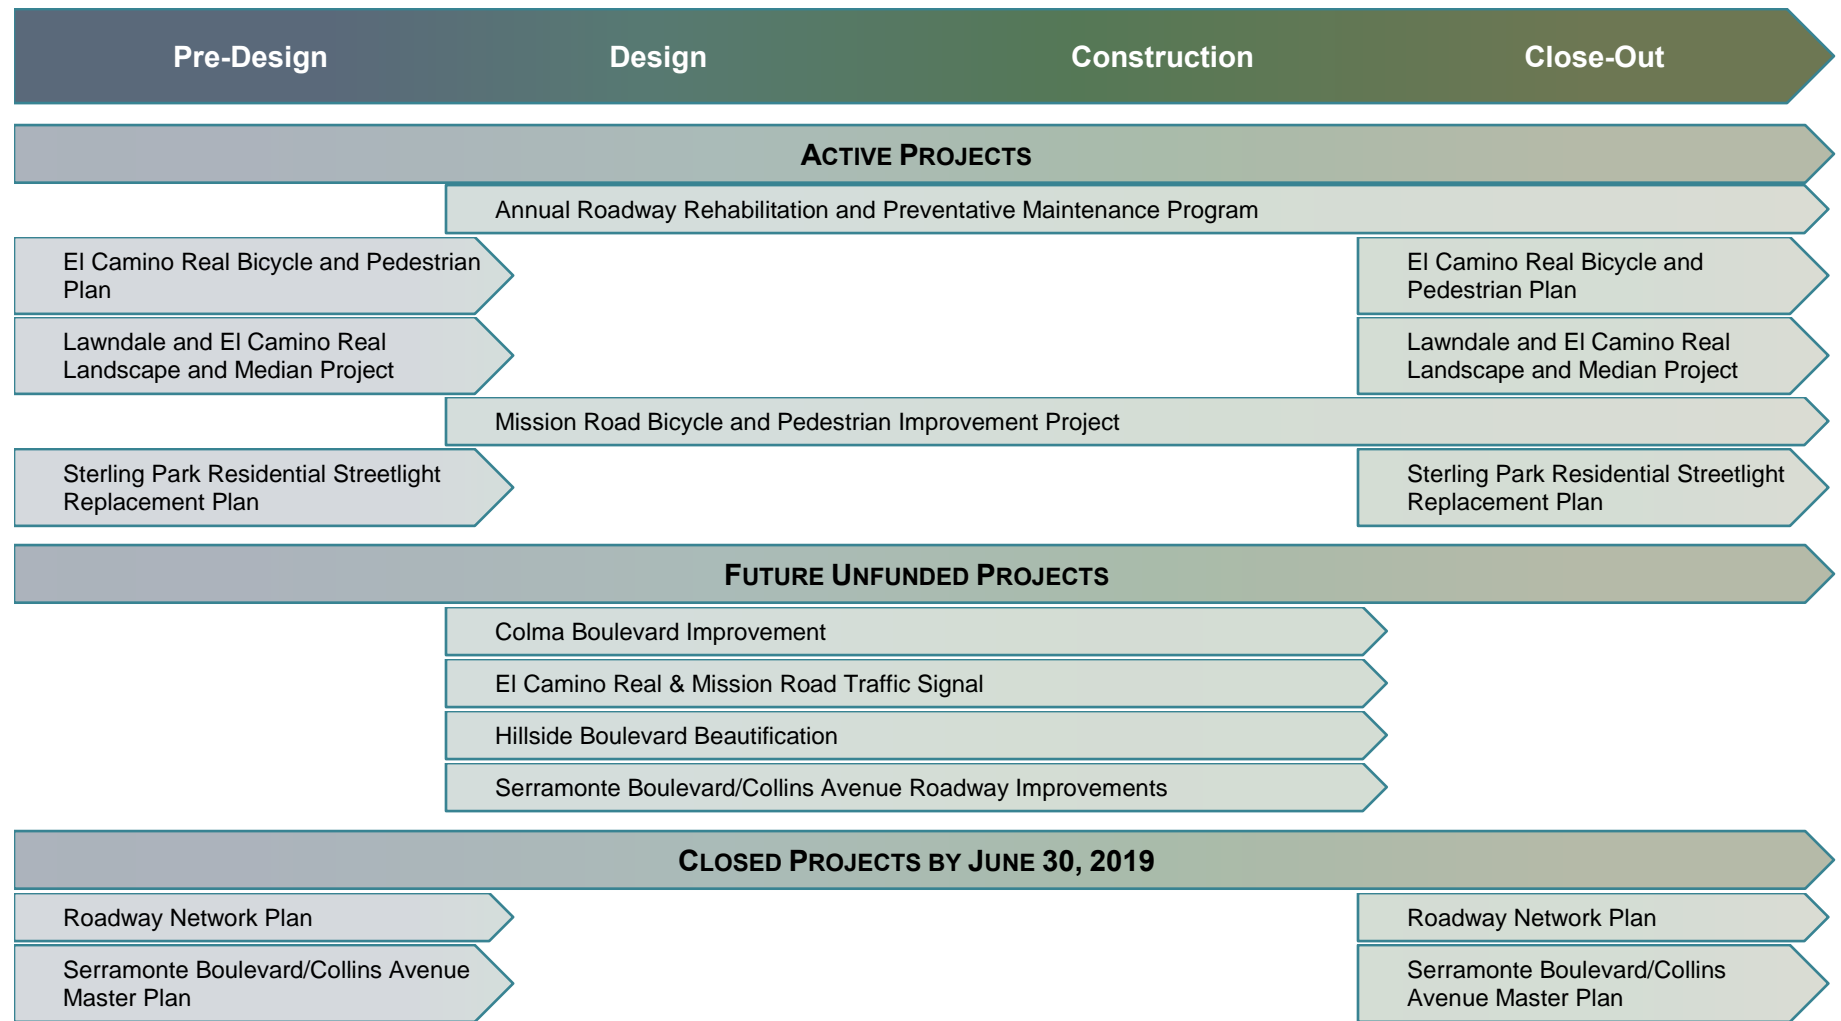 Pre-Design
Design
Construction
Close-Out
ACTIVE PROJECTS
Annual Roadway Rehabilitation and Preventative Maintenance Program
El Camino Real Bicycle and Pedestrian
Plan
El Camino Real Bicycle and
Pedestrian Plan
Lawndale and El Camino Real
Landscape and Median Project
Lawndale and El Camino Real
Landscape and Median Project
Mission Road Bicycle and Pedestrian Improvement Project
Sterling Park Residential Streetlight
Replacement Plan
Sterling Park Residential Streetlight
Replacement Plan
FUTURE UNFUNDED PROJECTS
Colma Boulevard Improvement
El Camino Real & Mission Road Traffic Signal
Hillside Boulevard Beautification
Serramonte Boulevard/Collins Avenue Roadway Improvements
CLOSED PROJECTS BY JUNE 30, 2019
Roadway Network Plan
Roadway Network Plan
Serramonte Boulevard/Collins Avenue
Master Plan
Serramonte Boulevard/Collins
Avenue Master Plan